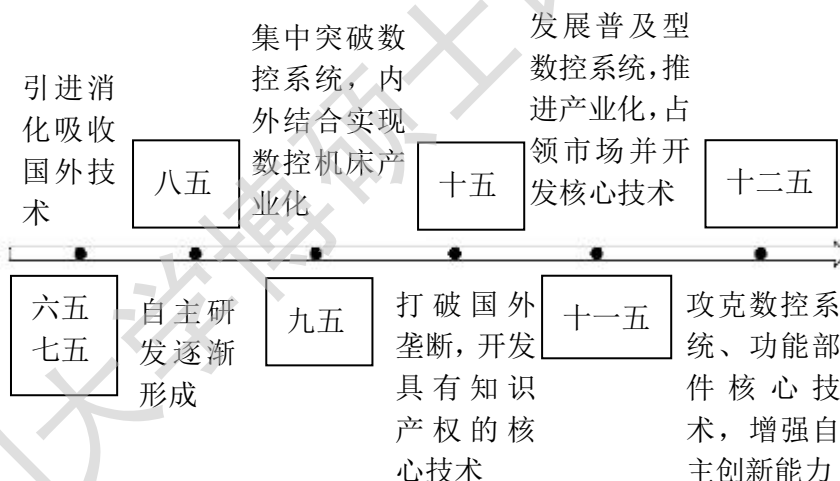 引进消
化吸收
国外技
术
八五
集中突破数
控系统，内
外结合实现
数控机床产
业化
十五
发展普及型
数控系统，推
进产业化，占
领市场并开
发核心技术
十二五
六五
七五
自主研
发逐渐
形成
九五
打破国外
垄断，开发
具有知识
产权的核
心技术
十一五
攻克数控系
统、功能部
件核心技
术，增强自
主创新能力
大学博硕士